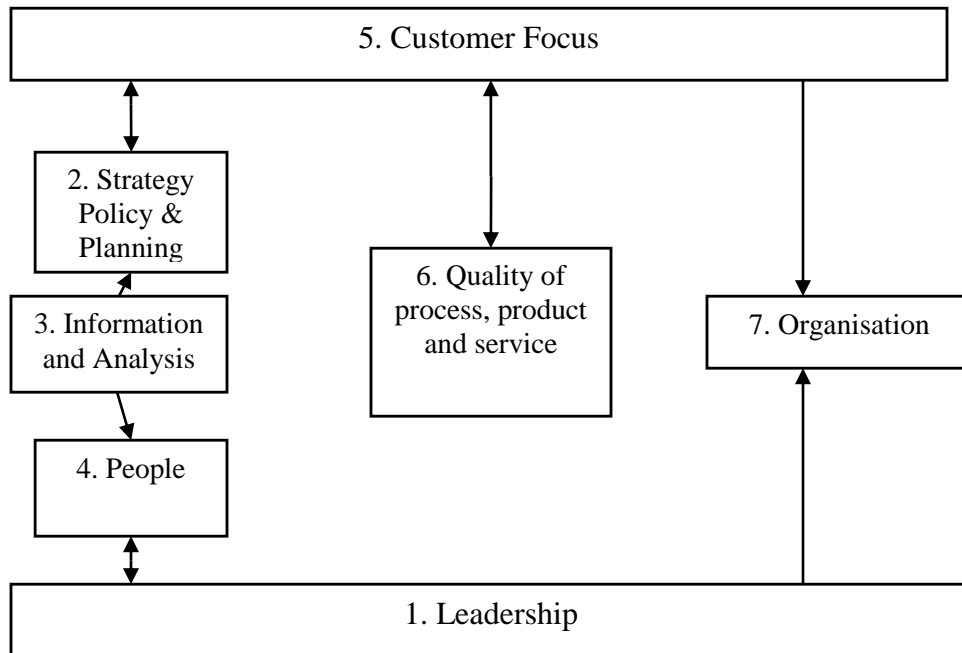 5. Customer Focus
2. Strategy
Policy &
Planning
3. Information
and Analysis
4. People
6. Quality of
process, product
and service
7. Organisation
1. Leadership